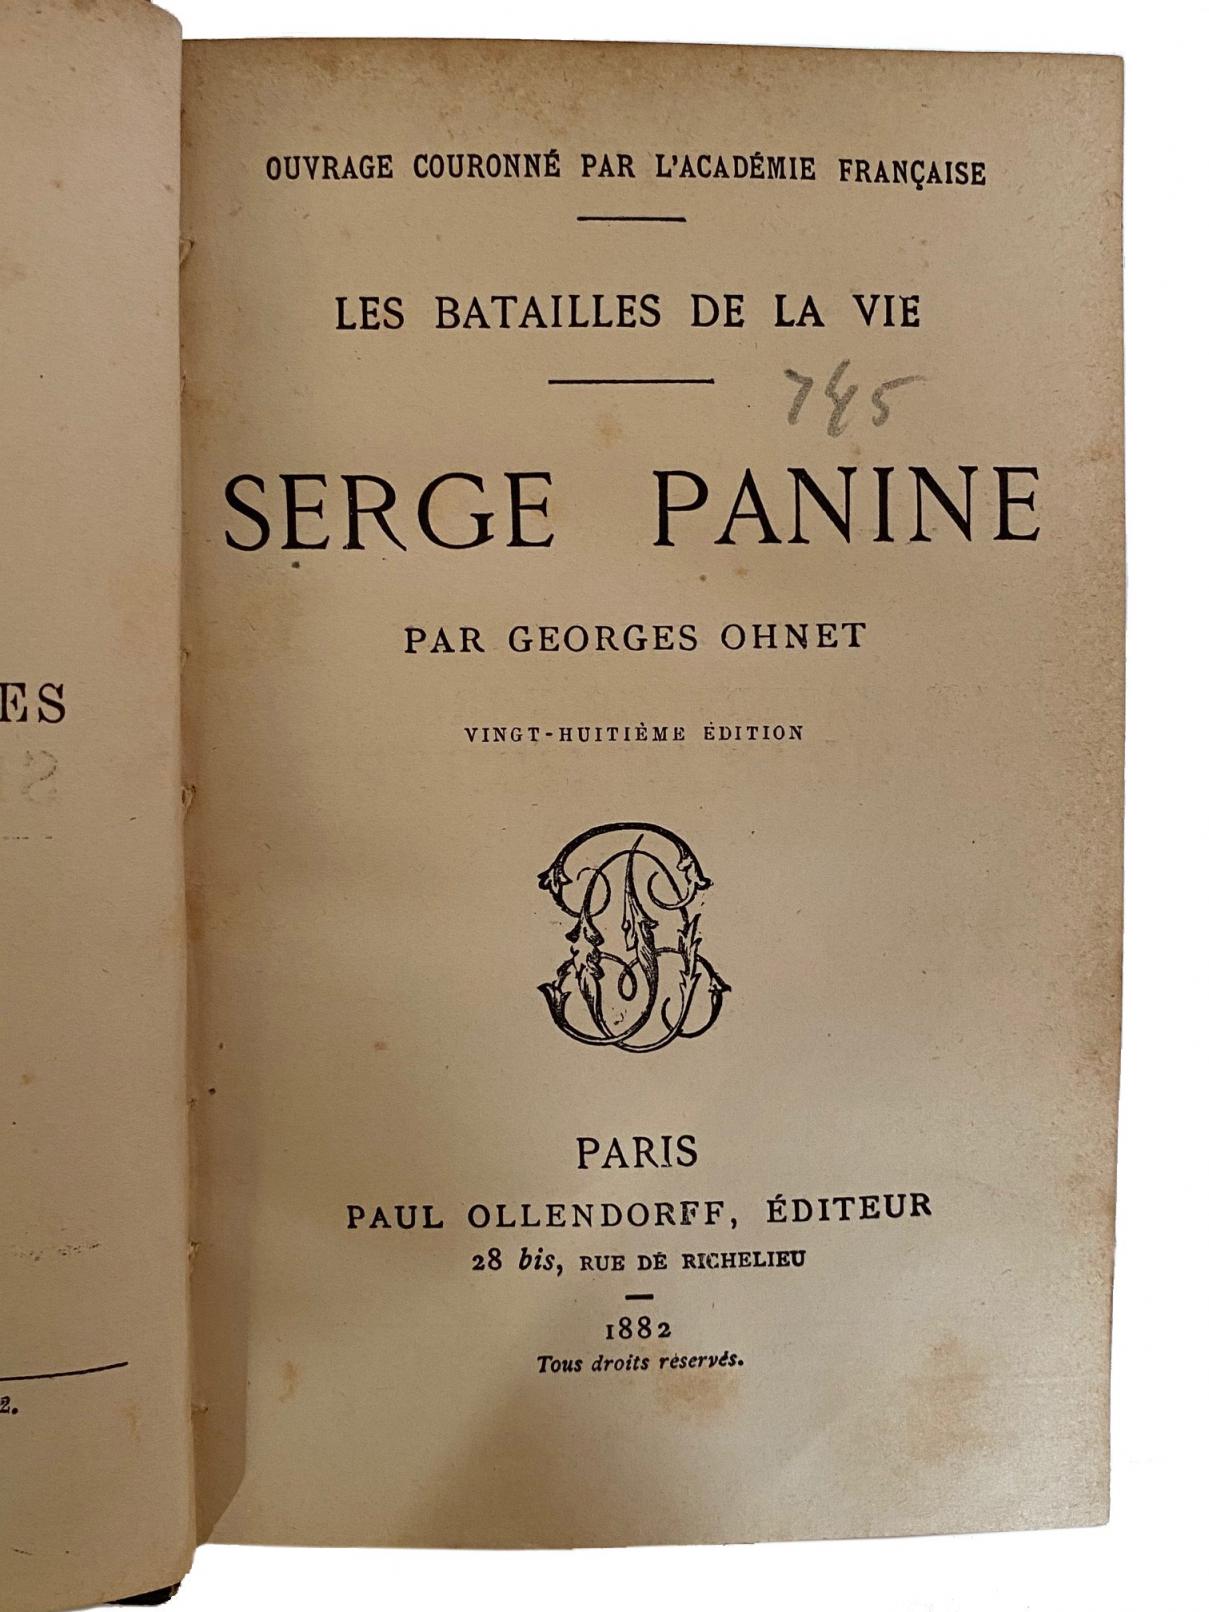 ES
2.
OUVRAGE COURONNÉ PAR L'ACADÉMIE FRANÇAISE
LES BATAILLES DE LA VIE
745
SERGE PANINE
PAR GEORGES OHNET
VINGT-HUITIÈME ÉDITION
PARIS
PAUL OLLENDORFF, ÉDITEUR
28 bis, RUE DE RICHELIEU
1882
Tous droits réservés.